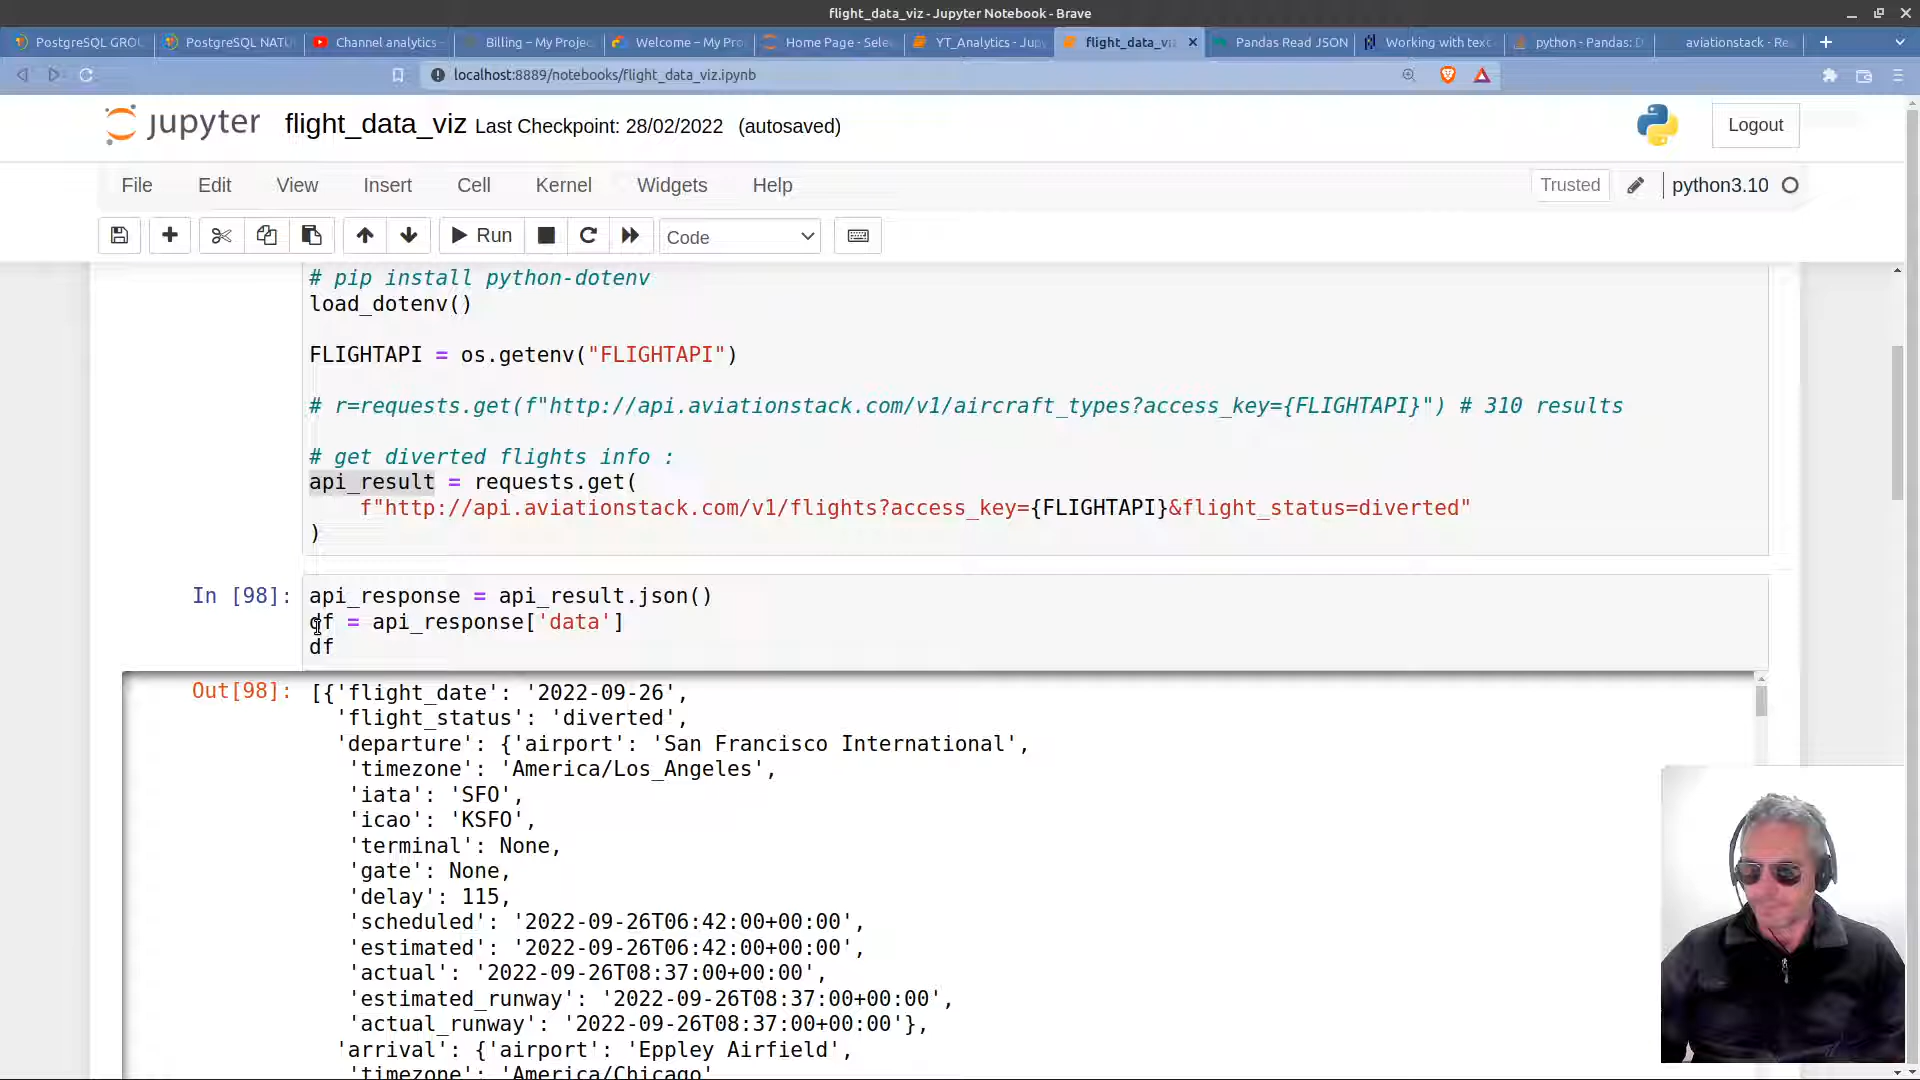 flight_data_viz - Jupyter Notebook - Brave
PostgreSQL GROU
PostgreSQL NATU
Channel analytics -
Billing – My Projec
Welcome – My Pro
Home Page - Sele
YT_Analytics - Jup
flight_data_vi
Pandas Read JSON
Working with text
python - Pandas: D
aviationstack - Re
localhost:8889/notebooks/flight_data_viz.ipynb
jupyter flight_data_viz Last Checkpoint: 28/02/2022 (autosaved)
Logout
File Edit View Insert Cell Kernel Widgets Help
Trusted
python3.10
Run
Code
# pip install python-dotenv
load_dotenv()
FLIGHTAPI = os.getenv("FLIGHTAPI")
# r=requests.get(f"http://api.aviationstack.com/v1/aircraft_types?access_key={FLIGHTAPI}") # 310 results
# get diverted flights info :
api_result = requests.get(
f"http://api.aviationstack.com/v1/flights?access_key={FLIGHTAPI}&flight_status=diverted"
)
In [98]: api_response = api_result.json()
df = api_response['data']
df
Out[98]: [{'flight_date': '2022-09-26',
'flight_status': 'diverted',
'departure': {'airport': 'San Francisco International',
'timezone': 'America/Los_Angeles',
'iata': 'SFO',
'icao': 'KSFO',
'terminal': None,
'gate': None,
'delay': 115,
'scheduled': '2022-09-26T06:42:00+00:00',
'estimated': '2022-09-26T06:42:00+00:00',
'actual': '2022-09-26T08:37:00+00:00',
'estimated_runway': '2022-09-26T08:37:00+00:00',
'actual_runway': '2022-09-26T08:37:00+00:00'},
'arrival': {'airport': 'Eppley Airfield',
'timezone': 'America/Chicago'